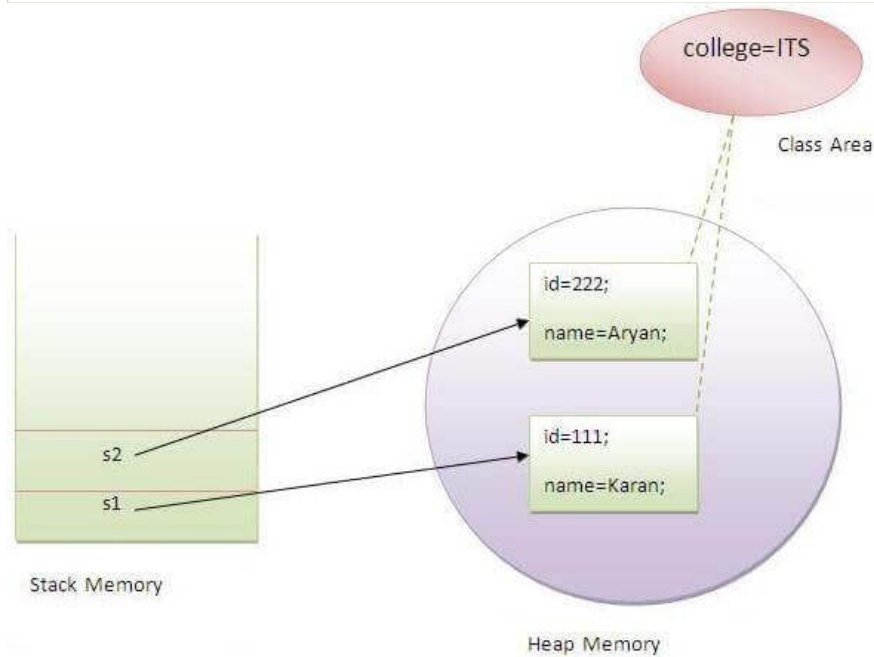 college=ITS
Class Area
id=222;
name=Aryan;
s2
id=111;
name=Karan;
s1
Stack Memory
Heap Memory